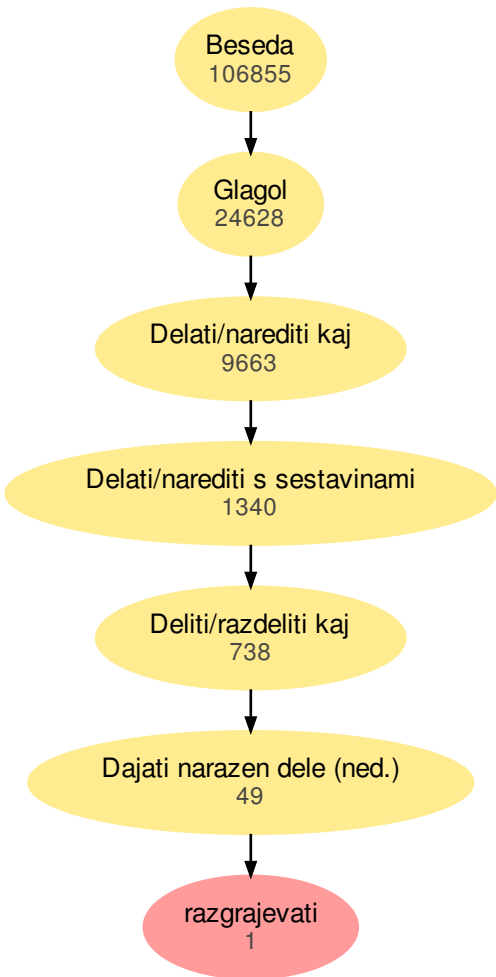 Beseda
106855
Glagol
24628
Delati/narediti kaj
9663
Delati/narediti s sestavinami
1340
Deliti/razdeliti kaj
738
Dajati narazen dele (ned.)
49
razgrajevati
1